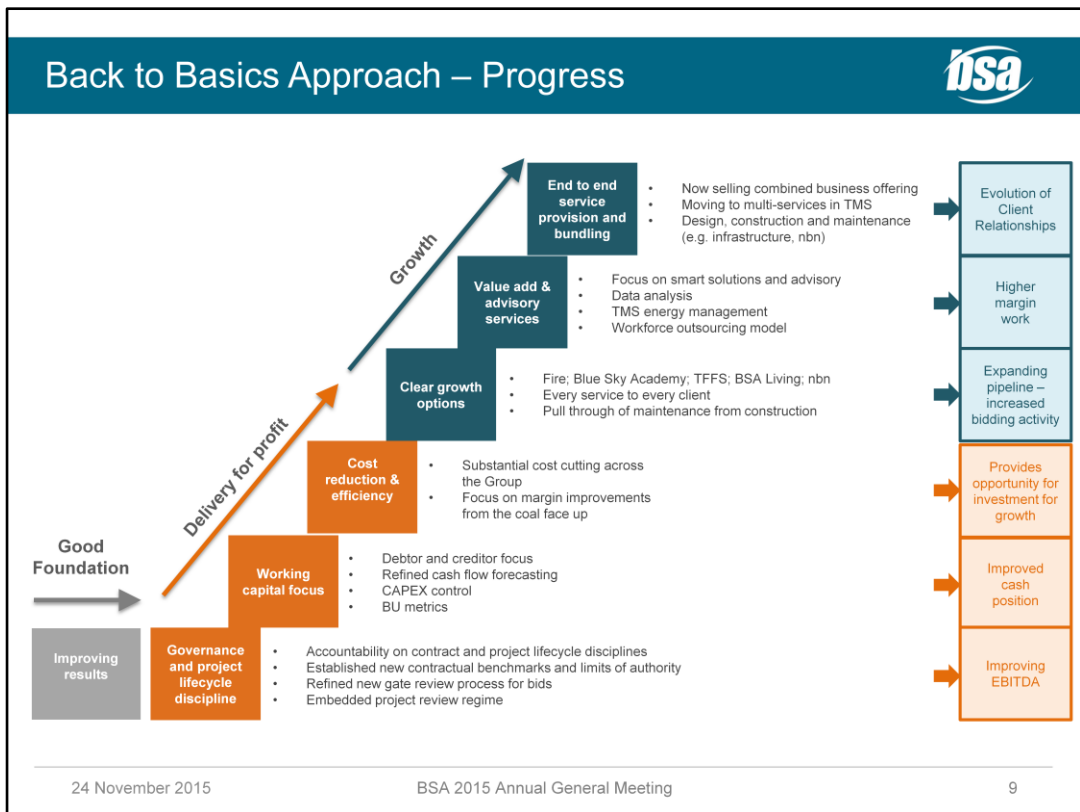 Back to Basics Approach – Progress
bsa
Growth
Delivery for profit
Good
Foundation
End to end
service
provision and
bundling
• Now selling combined business offering
• Moving to multi-services in TMS
• Design, construction and maintenance
(e.g. infrastructure, nbn)
Evolution of
Client
Relationships
Value add &
advisory
services
• Focus on smart solutions and advisory
• Data analysis
• TMS energy management
• Workforce outsourcing model
Higher
margin
work
Clear growth
options
• Fire; Blue Sky Academy; TFFS; BSA Living; nbn
• Every service to every client
• Pull through of maintenance from construction
Expanding
pipeline –
increased
bidding activity
Cost
reduction &
efficiency
• Substantial cost cutting across
the Group
• Focus on margin improvements
from the coal face up
Provides
opportunity for
investment for
growth
Working
capital focus
• Debtor and creditor focus
• Refined cash flow forecasting
• CAPEX control
• BU metrics
Improved
cash
position
Improving
results
Governance
and project
lifecycle
discipline
• Accountability on contract and project lifecycle disciplines
• Established new contractual benchmarks and limits of authority
• Refined new gate review process for bids
• Embedded project review regime
Improving
EBITDA
24 November 2015
BSA 2015 Annual General Meeting
9